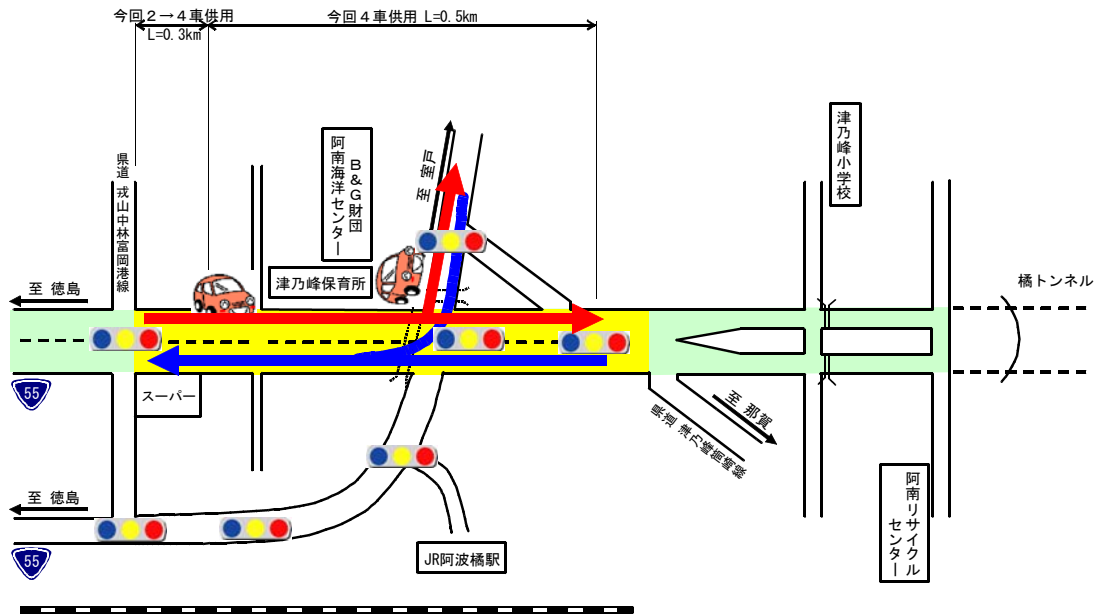 今回２→４車供用
L=0.3km
今回４車供用 L=0.5km
県道 戎山中林富岡港線
B＆G財団
阿南海洋センター
津乃峰保育所
至 室戸
津乃峰小学校
橘トンネル
至 徳島
55
スーパー
至 那賀
県道 津乃峰筒崎線
至 徳島
55
JR阿波橘駅
阿南リサイクル
センター